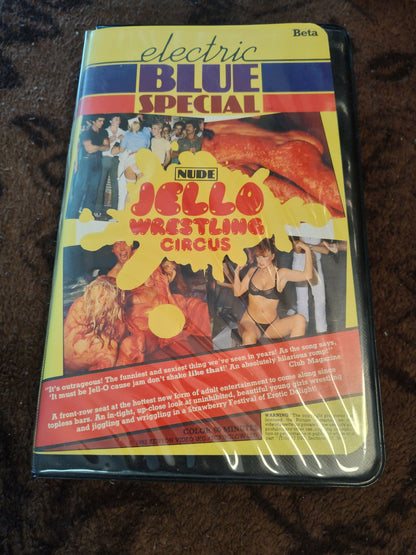 Beta
electric
BLUE
SPECIAL
NUDE
JELLO
WRESTLING
CIRCUS
"It's outrageous! The funniest and sexiest thing we've seen in years! As the song says,
'It must be Jell-O cause jam don't shake like that!' An absolutely hilarious romp!"
Club Magazine
A front-row seat at the hottest new form of adult entertainment to come along since
topless bars. An in-tight, up-close look at uninhibited, beautiful young girls wrestling
and jiggling and wriggling in a Strawberry Festival of Erotic Delight!
COLOR, 60 MINUTES
WARNING: